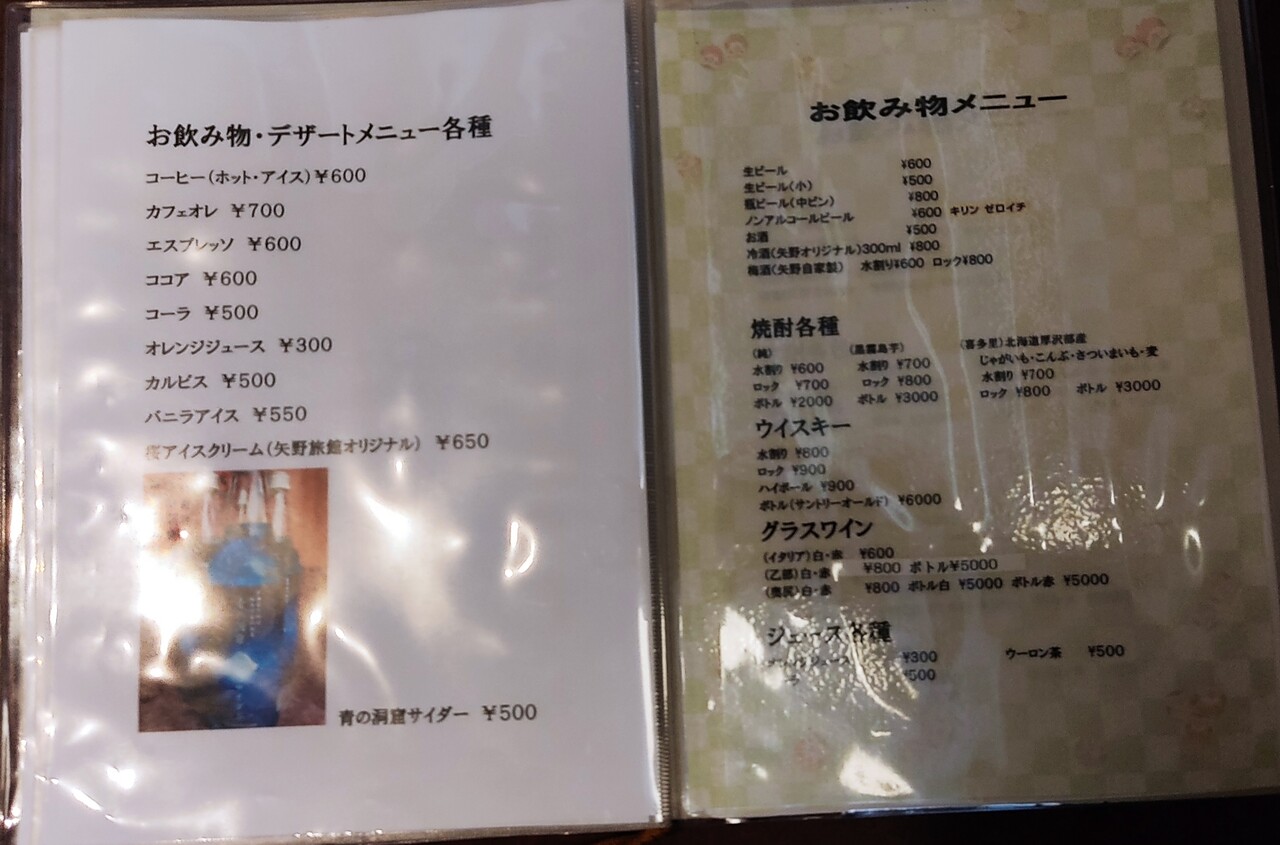 お飲み物・デザートメニュー各種
コーヒー(ホット・アイス)￥600
カフェオレ ￥700
エスプレッソ ￥600
ココア ￥600
コーラ ￥500
オレンジジュース ￥300
カルピス ￥500
バニラアイス ￥550
桜アイスクリーム(矢野旅館オリジナル) ￥650
青の洞窟サイダー ￥500
お飲み物メニュー
生ビール ¥600
生ビール(小) ¥500
瓶ビール(中ビン) ¥800
ノンアルコールビール ¥600 キリン ゼロイチ
お酒 ¥500
冷酒(矢野オリジナル)300ml ¥800
梅酒(矢野自家製) 水割り¥600 ロック¥800
焼酎各種
(純) (黒霧島芋) (喜多里)北海道厚沢部産
じゃがいも・こんぶ・さつまいも・麦
水割り ¥600 水割り ¥700 水割り ¥700
ロック ¥700 ロック ¥800 ロック ¥800 ボトル ¥3000
ボトル ¥2000 ボトル ¥3000
ウイスキー
水割り ¥800
ロック ¥900
ハイボール ¥900
ボトル(サントリーオールド) ¥6000
グラスワイン
(イタリア)白・赤 ¥600
(乙部)白・赤 ¥800 ボトル¥5000
(奥尻)白・赤 ¥800 ボトル白 ¥5000 ボトル赤 ¥5000
ジュース各種
オレンジジュース ¥300 ウーロン茶 ¥500
¥500